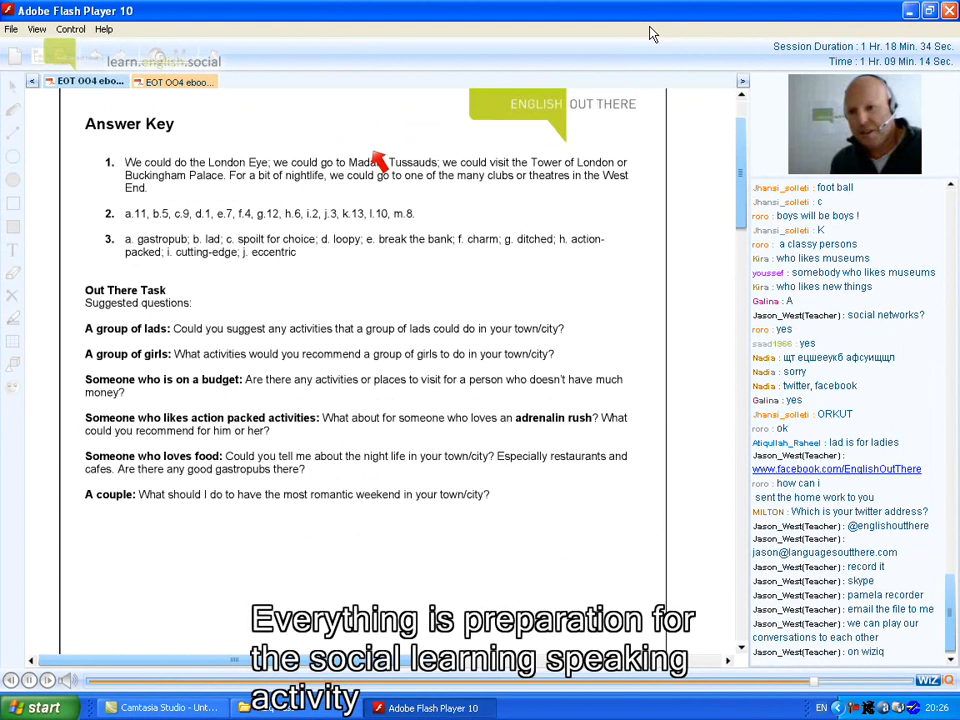 Adobe Flash Player 10
File View Control Help
Session Duration : 1 Hr. 18 Min. 34 Sec.
Time : 1 Hr. 09 Min. 14 Sec.
learn.english.social
EOT OO4 ebo...
EOT OO4 eboo...
ENGLISH OUT THERE
Answer Key
1. We could do the London Eye; we could go to Mada Tussauds; we could visit the Tower of London or
Buckingham Palace. For a bit of nightlife, we could go to one of the many clubs or theatres in the West
End.
2. a.11, b.5, c.9, d.1, e.7, f.4, g.12, h.6, i.2, j.3, k.13, l.10, m.8.
3. a. gastropub; b. lad; c. spoilt for choice; d. loopy; e. break the bank; f. charm; g. ditched; h. action-
packed; i. cutting-edge; j. eccentric
Out There Task
Suggested questions:
A group of lads: Could you suggest any activities that a group of lads could do in your town/city?
A group of girls: What activities would you recommend a group of girls to do in your town/city?
Someone who is on a budget: Are there any activities or places to visit for a person who doesn't have much
money?
Someone who likes action packed activities: What about for someone who loves an adrenalin rush? What
could you recommend for him or her?
Someone who loves food: Could you tell me about the night life in your town/city? Especially restaurants and
cafes. Are there any good gastropubs there?
A couple: What should I do to have the most romantic weekend in your town/city?
Jhansi_solleti : foot ball
Jhansi_solleti : c
roro : boys will be boys !
Jhansi_solleti : K
roro : a classy persons
Kira : who likes museums
youssef : somebody who likes museums
Kira : who likes new things
Galina : A
Jason_West(Teacher) : social networks?
roro : yes
saad1966 : yes
Nadia : щт ецшееукб афсуищщл
Nadia : sorry
Nadia : twitter, facebook
Galina : yes
Jhansi_solleti : ORKUT
roro : ok
Atiqullah_Raheel : lad is for ladies
Jason_West(Teacher) :
www.facebook.com/EnglishOutThere
roro : how can i
sent the home work to you
MILTON : Which is your twitter address?
Jason_West(Teacher) : @englishoutthere
Jason_West(Teacher) :
jason@languagesoutthere.com
Jason_West(Teacher) : record it
Jason_West(Teacher) : skype
Jason_West(Teacher) : pamela recorder
Jason_West(Teacher) : email the file to me
Jason_West(Teacher) : we can play our
conversations to each other
Jason_West(Teacher) : on wiziq
Everything is preparation for
the social learning speaking
activity
WIZ
start
Camtasia Studio - Unt...
Adobe Flash Player 10
EN
20:26